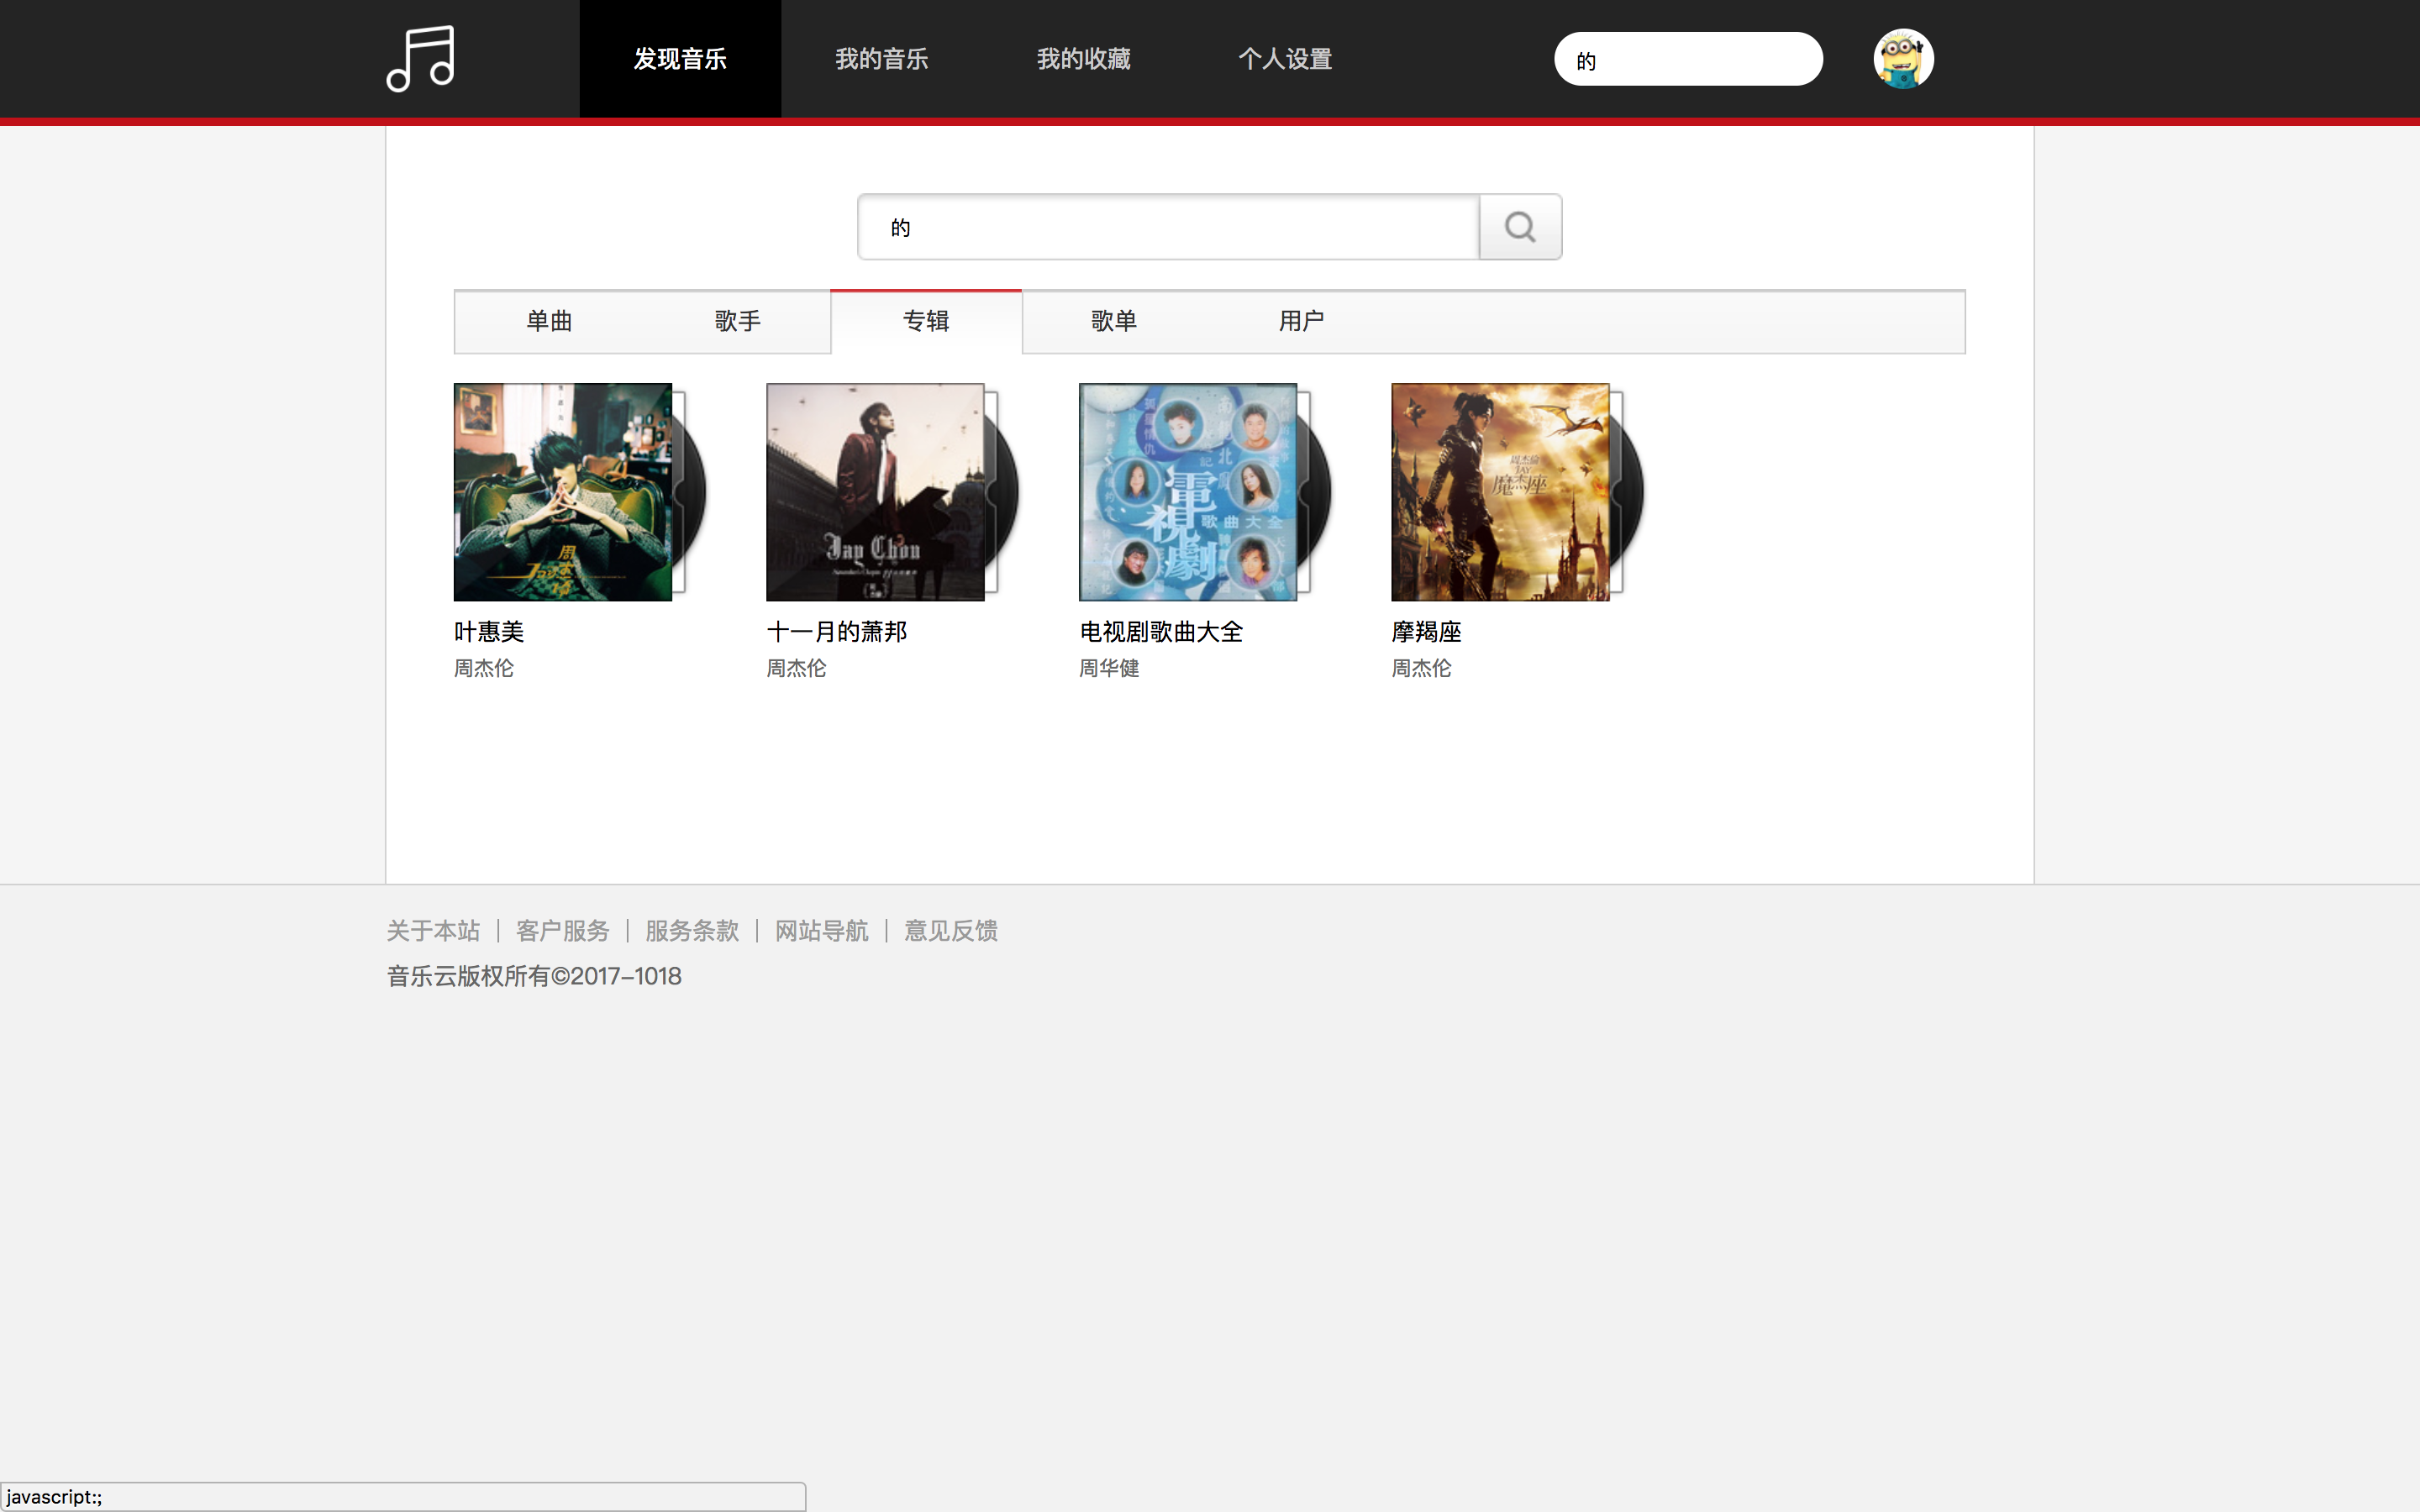 发现音乐 我的音乐 我的收藏 个人设置 的
的
单曲 歌手 专辑 歌单 用户
周杰倫
JAY
魔杰座
電視劇
歌曲大全
Jay Chou
叶惠美 十一月的萧邦 电视剧歌曲大全 摩羯座
周杰伦 周杰伦 周华健 周杰伦
关于本站 | 客户服务 | 服务条款 | 网站导航 | 意见反馈
音乐云版权所有©2017-1018
javascript:;